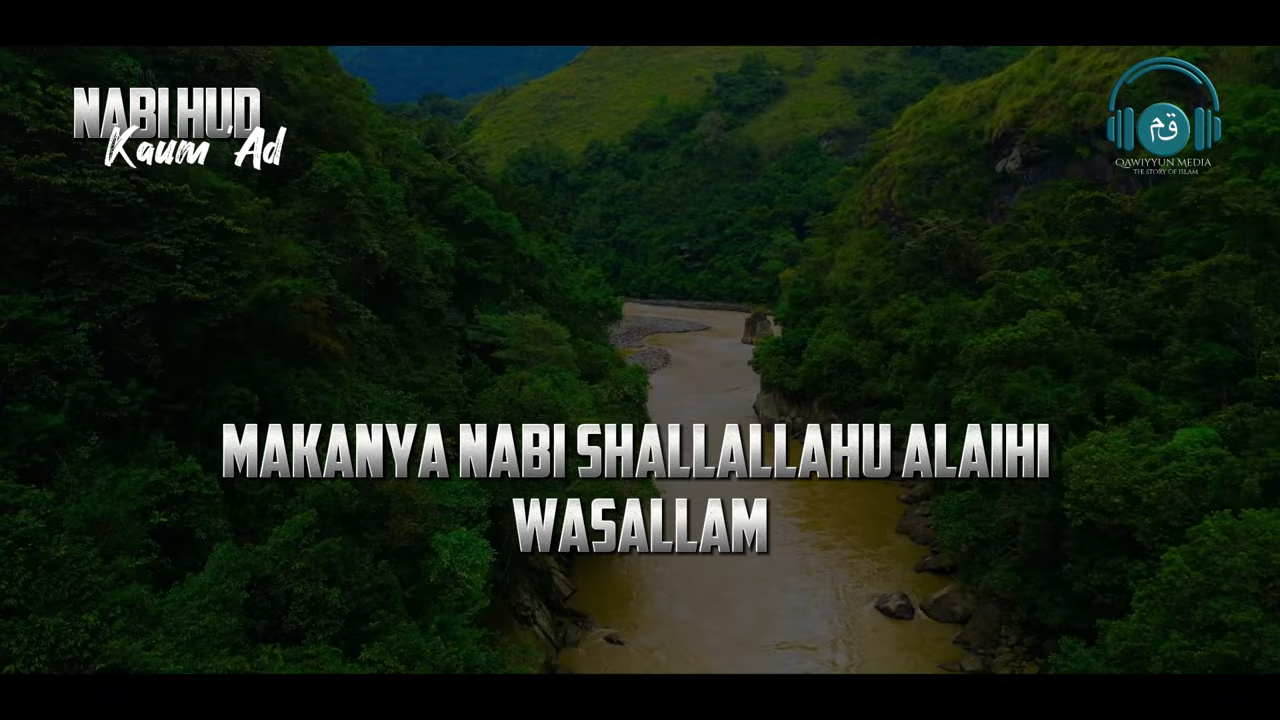 NABI HUD
Kaum 'Ad
قم
QAWIYYUN MEDIA
THE STORY OF ISLAM
MAKANYA NABI SHALLALLAHU ALAIHI
WASALLAM